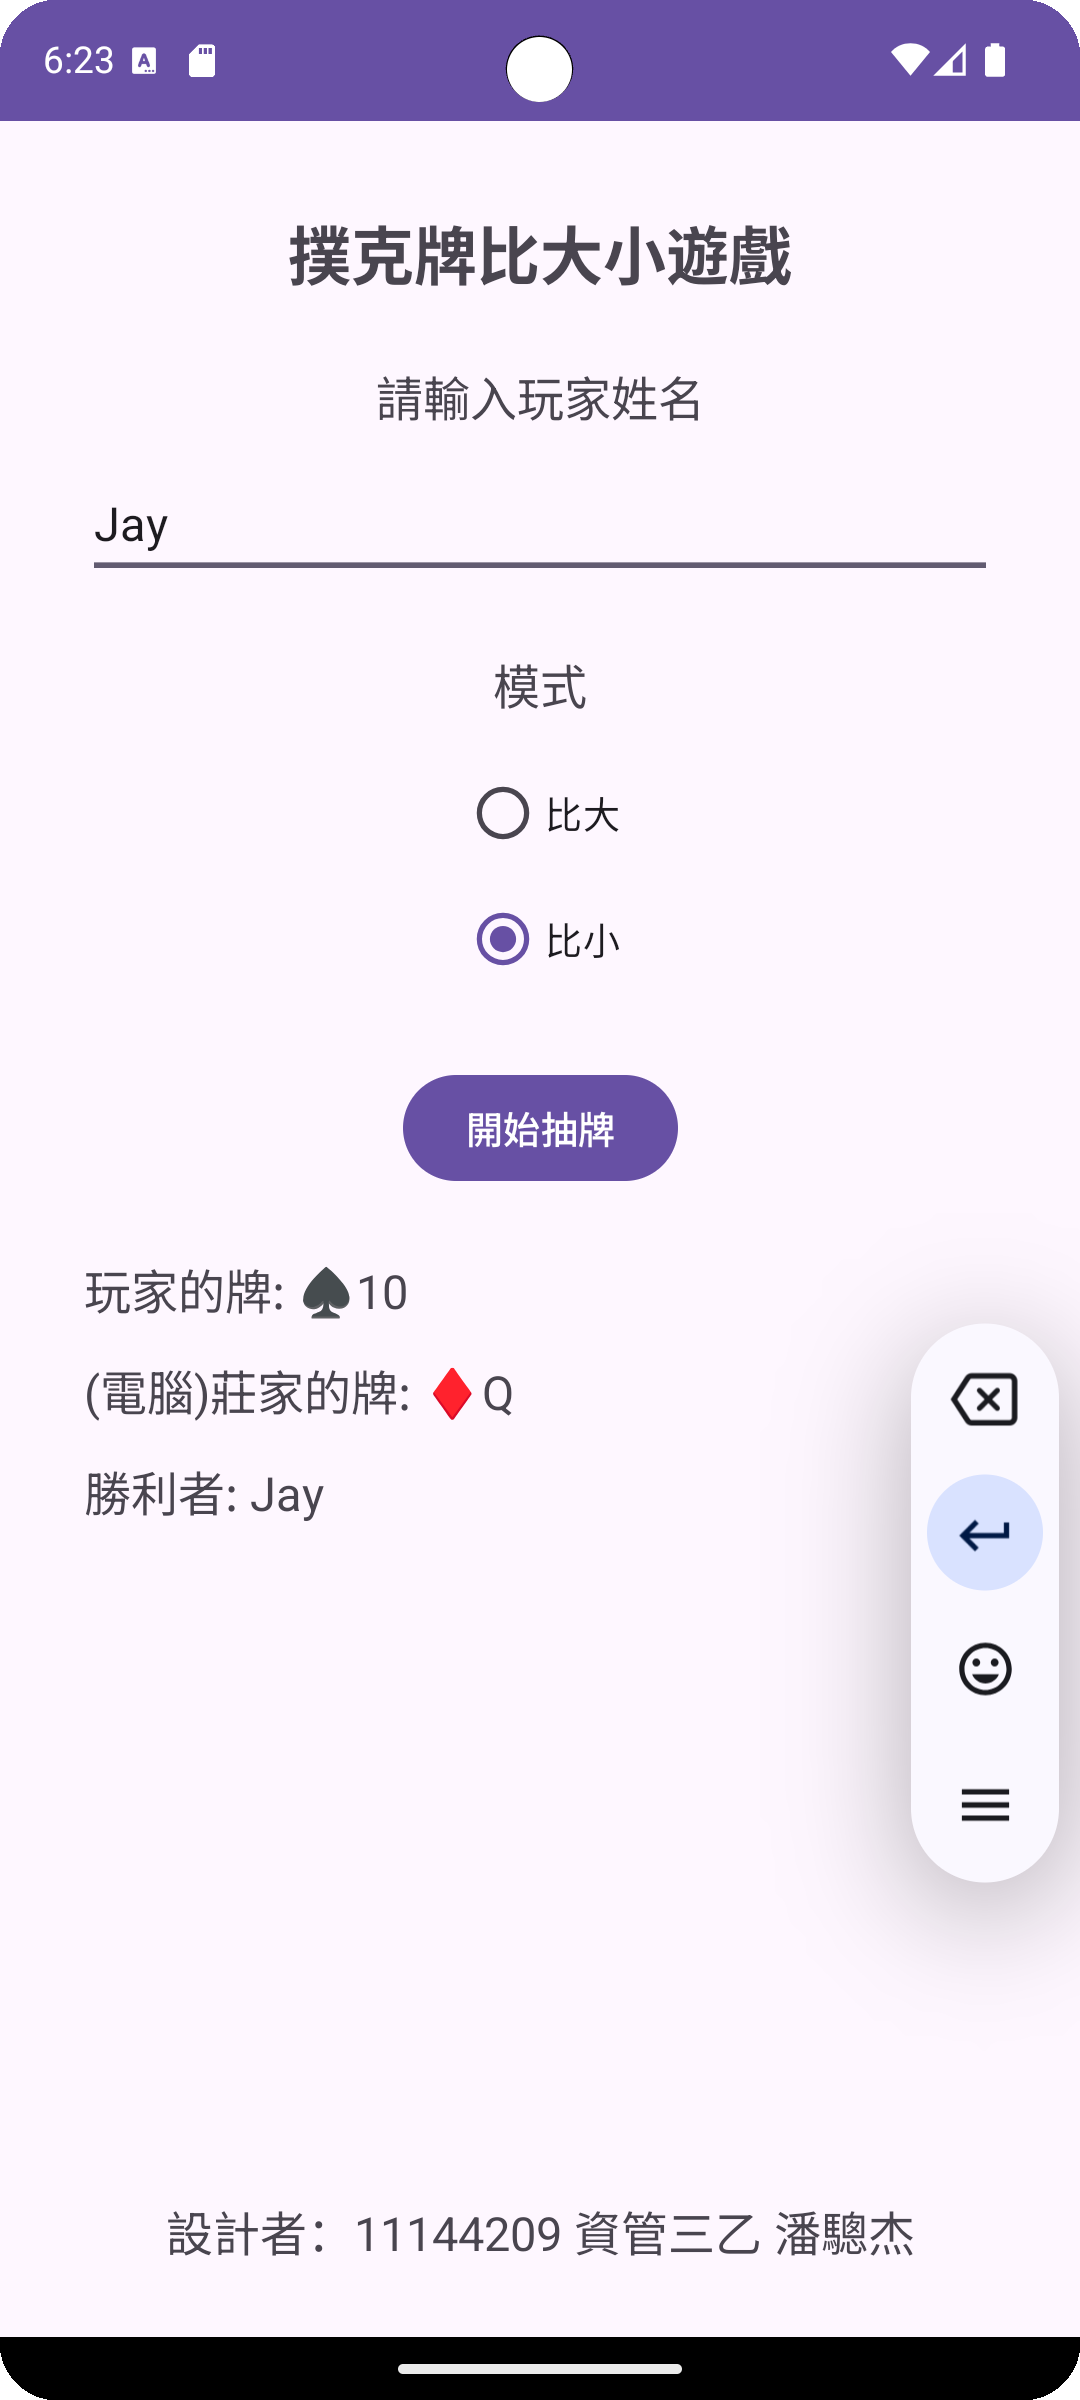 6:23
撲克牌比大小遊戲
請輸入玩家姓名
Jay
模式
比大
比小
開始抽牌
玩家的牌: ♠10
(電腦)莊家的牌: ♦Q
勝利者: Jay
設計者：11144209 資管三乙 潘驄杰